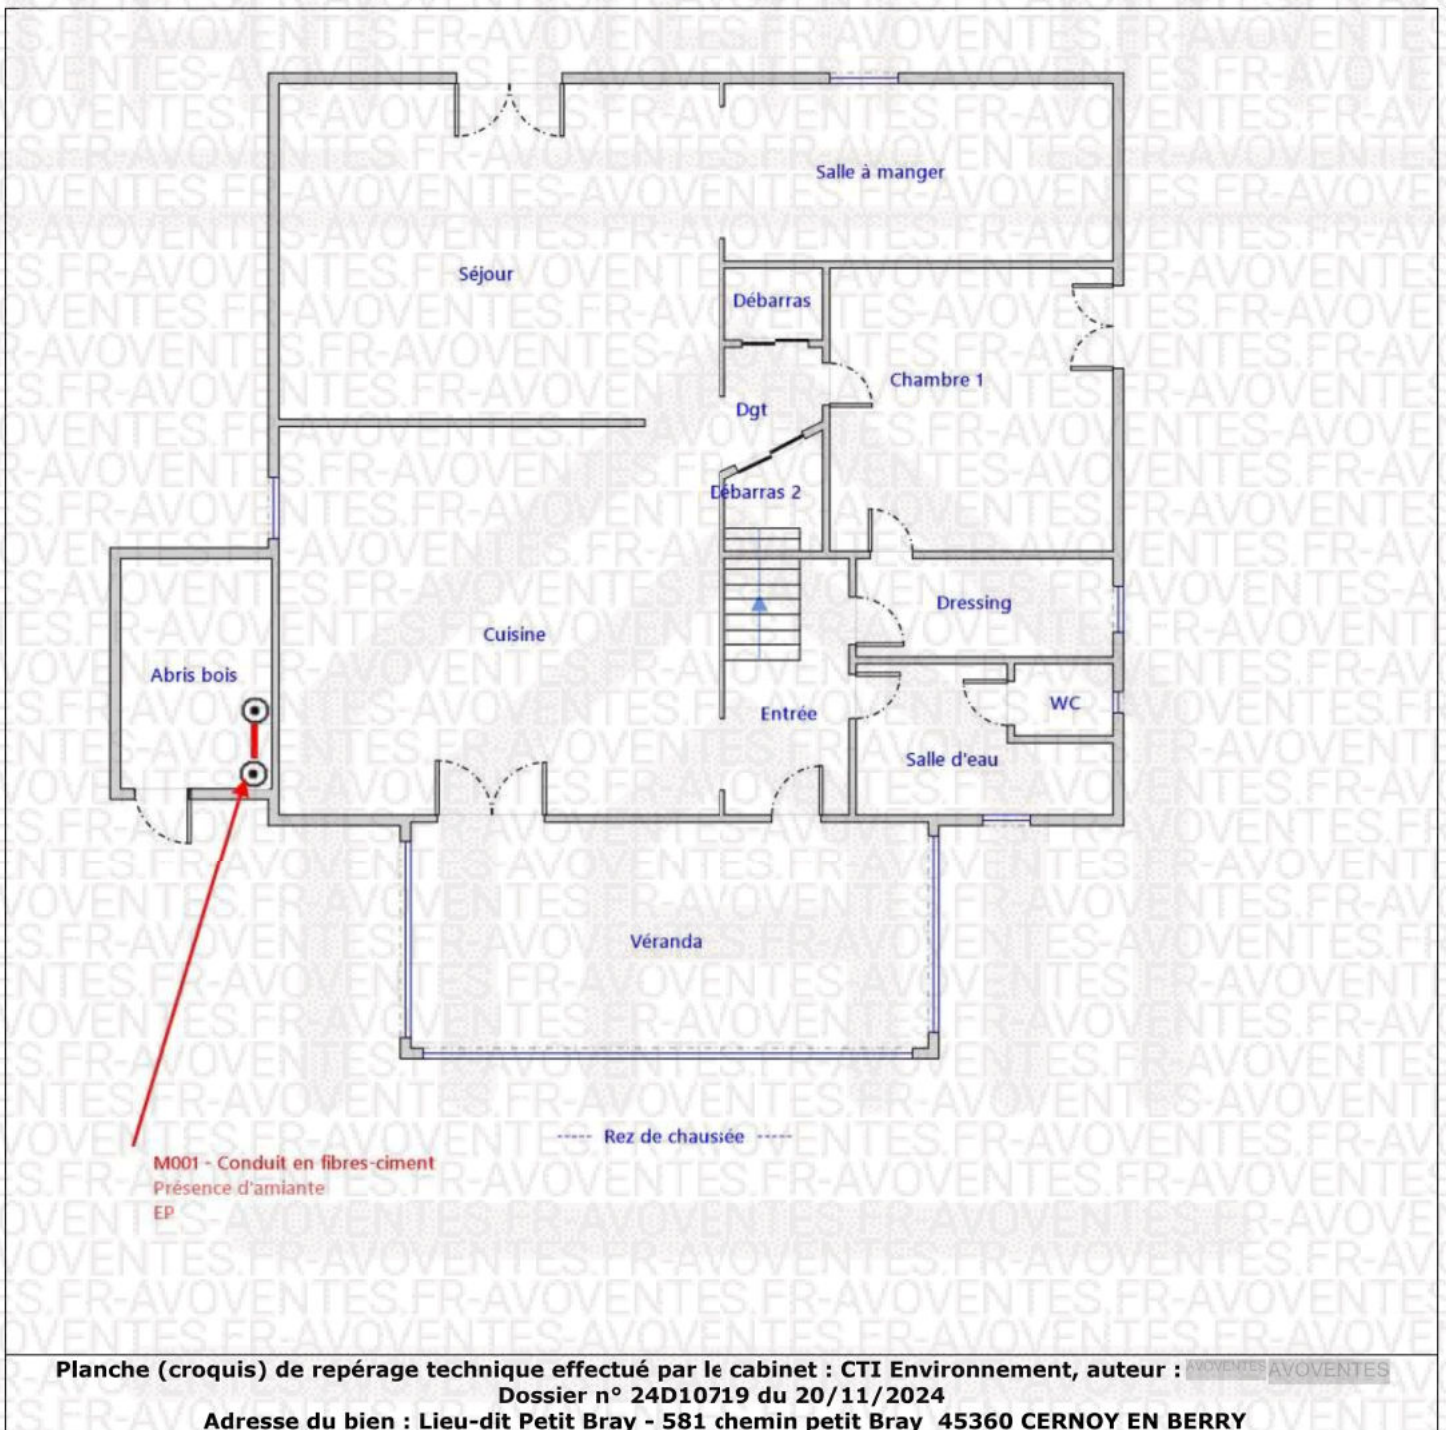 Salle à manger
Séjour
Débarras
Chambre 1
Dgt
Débarras 2
Dressing
Cuisine
Abris bois
Entrée
WC
Salle d'eau
Véranda
----- Rez de chaussée -----
M001 - Conduit en fibres-ciment
Présence d'amiante
EP
Planche (croquis) de repérage technique effectué par le cabinet : CTI Environnement, auteur : AVOVENTES AVOVENTES
Dossier n° 24D10719 du 20/11/2024
Adresse du bien : Lieu-dit Petit Bray - 581 chemin petit Bray 45360 CERNOY EN BERRY